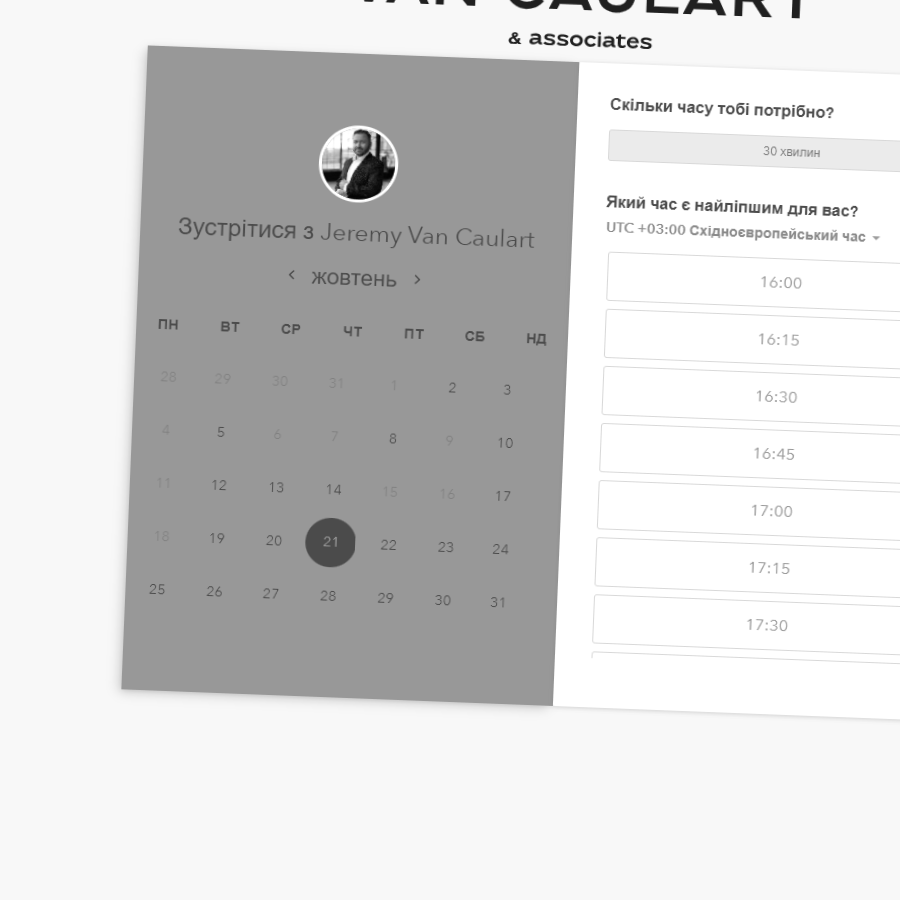 VAN CAULART
& associates
Зустрітися з Jeremy Van Caulart
‹ жовтень ›
ПН ВТ СР ЧТ ПТ СБ НД
28 29 30 31 1 2 3
4 5 6 7 8 9 10
11 12 13 14 15 16 17
18 19 20 21 22 23 24
25 26 27 28 29 30 31
Скільки часу тобі потрібно?
30 хвилин
Який час є найліпшим для вас?
UTC +03:00 Східноєвропейський час
16:00
16:15
16:30
16:45
17:00
17:15
17:30